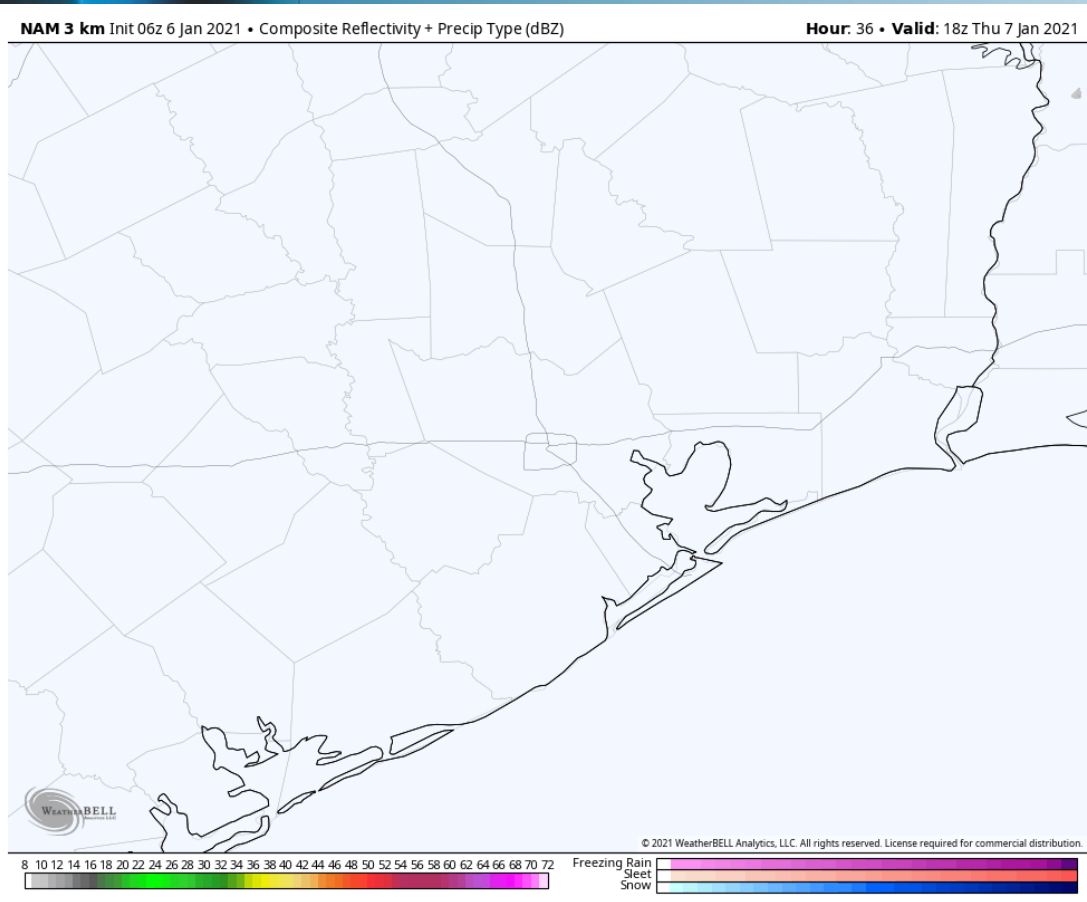 NAM 3 km Init 06z 6 Jan 2021 • Composite Reflectivity + Precip Type (dBZ) Hour: 36 • Valid: 18z Thu 7 Jan 2021
WEATHERBELL
© 2021 WeatherBELL Analytics, LLC. All rights reserved. License required for commercial distribution.
8 10 12 14 16 18 20 22 24 26 28 30 32 34 36 38 40 42 44 46 48 50 52 54 56 58 60 62 64 66 68 70 72
Freezing Rain
Sleet
Snow